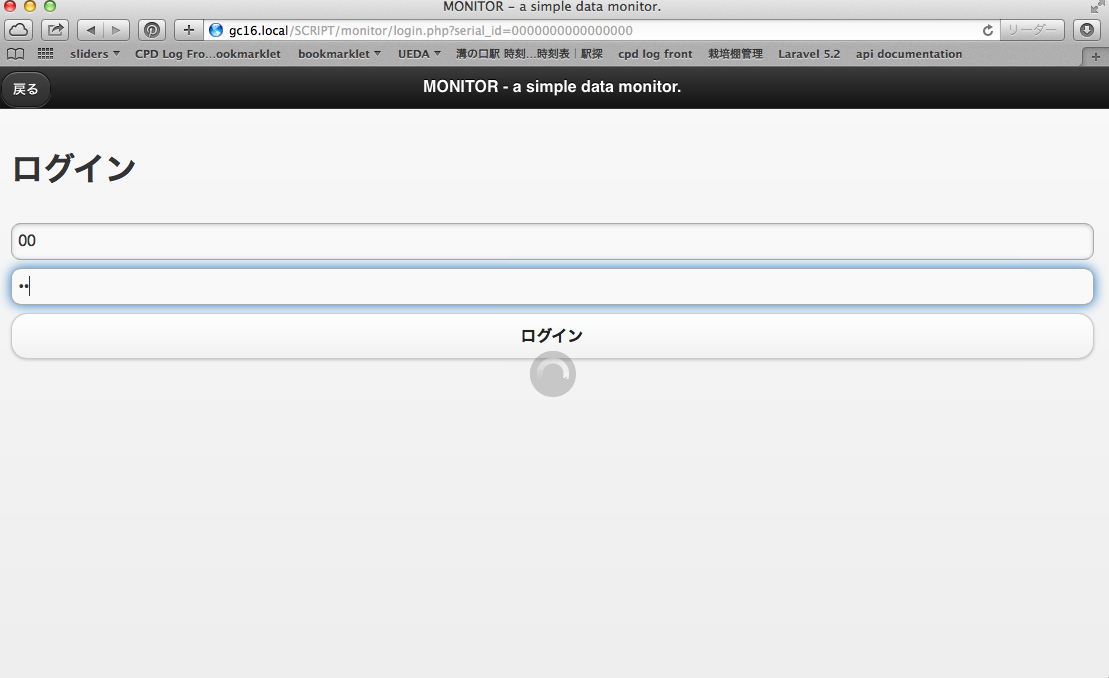 MONITOR – a simple data monitor.
gc16.local/SCRIPT/monitor/login.php?serial_id=0000000000000000
リーダー
sliders
CPD Log Fro...ookmarklet
bookmarklet
UEDA
溝の口駅 時刻...時刻表｜駅探
cpd log front
栽培棚管理
Laravel 5.2
api documentation
戻る
MONITOR - a simple data monitor.
ログイン
00
••
ログイン